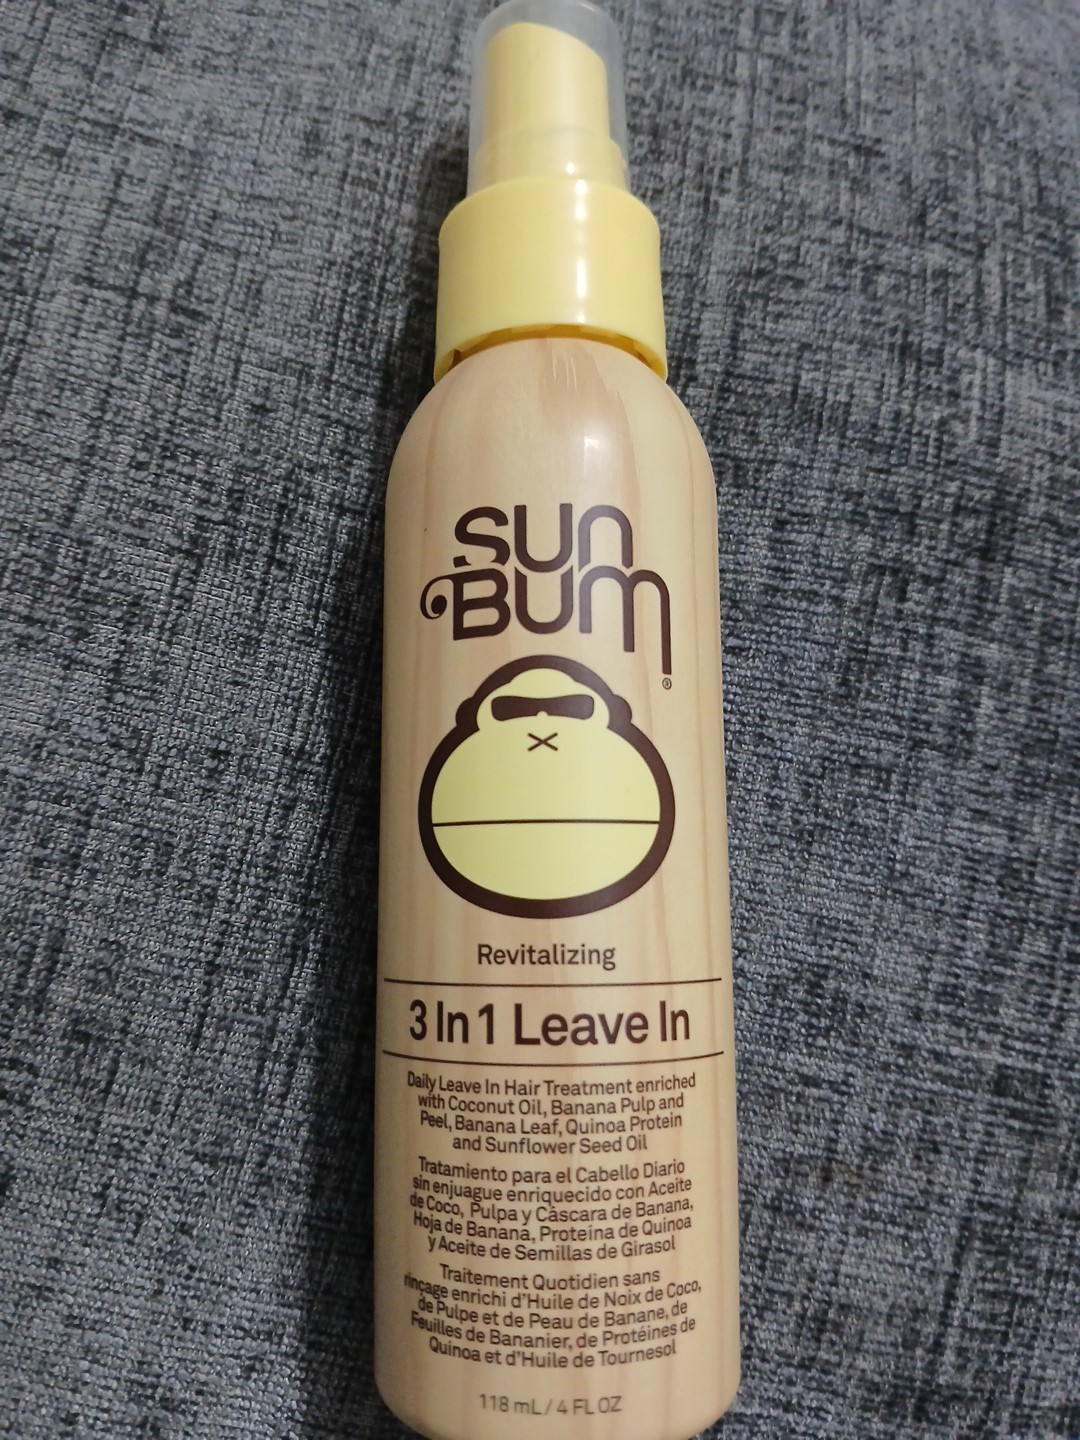 SUN
BUM
®
Revitalizing
3 In 1 Leave In
Daily Leave In Hair Treatment enriched
with Coconut Oil, Banana Pulp and
Peel, Banana Leaf, Quinoa Protein
and Sunflower Seed Oil
Tratamiento para el Cabello Diario
sin enjuague enriquecido con Aceite
de Coco, Pulpa y Cáscara de Banana,
Hoja de Banana, Proteína de Quinoa
y Aceite de Semillas de Girasol
Traitement Quotidien sans
rinçage enrichi d'Huile de Noix de Coco,
de Pulpe et de Peau de Banane, de
Feuilles de Bananier, de Protéines de
Quinoa et d'Huile de Tournesol
118 mL / 4 FL OZ